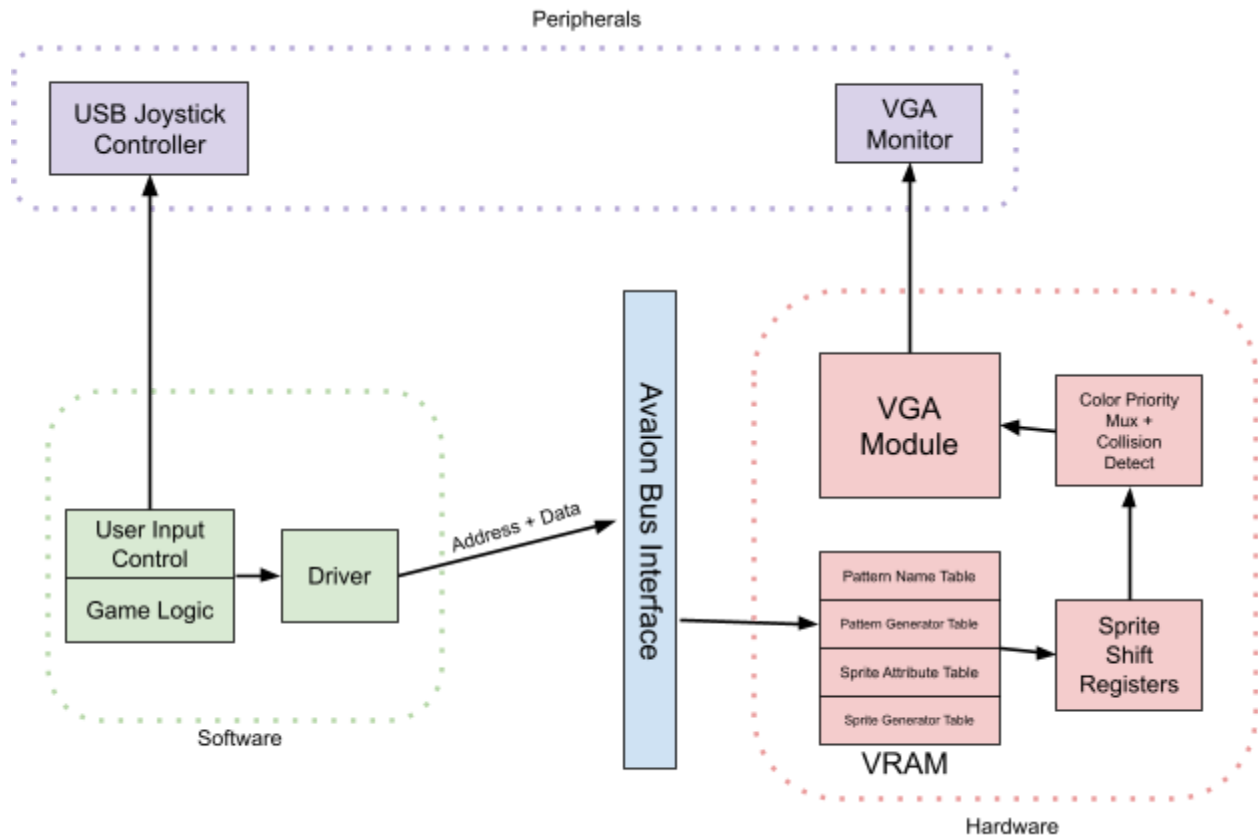 Peripherals
USB Joystick
Controller
VGA
Monitor
Avalon Bus Interface
VGA
Module
Color Priority
Mux +
Collision
Detect
User Input
Control
Game Logic
Driver
Address + Data
Pattern Name Table
Pattern Generator Table
Sprite Attribute Table
Sprite Generator Table
VRAM
Sprite
Shift
Registers
Software
Hardware